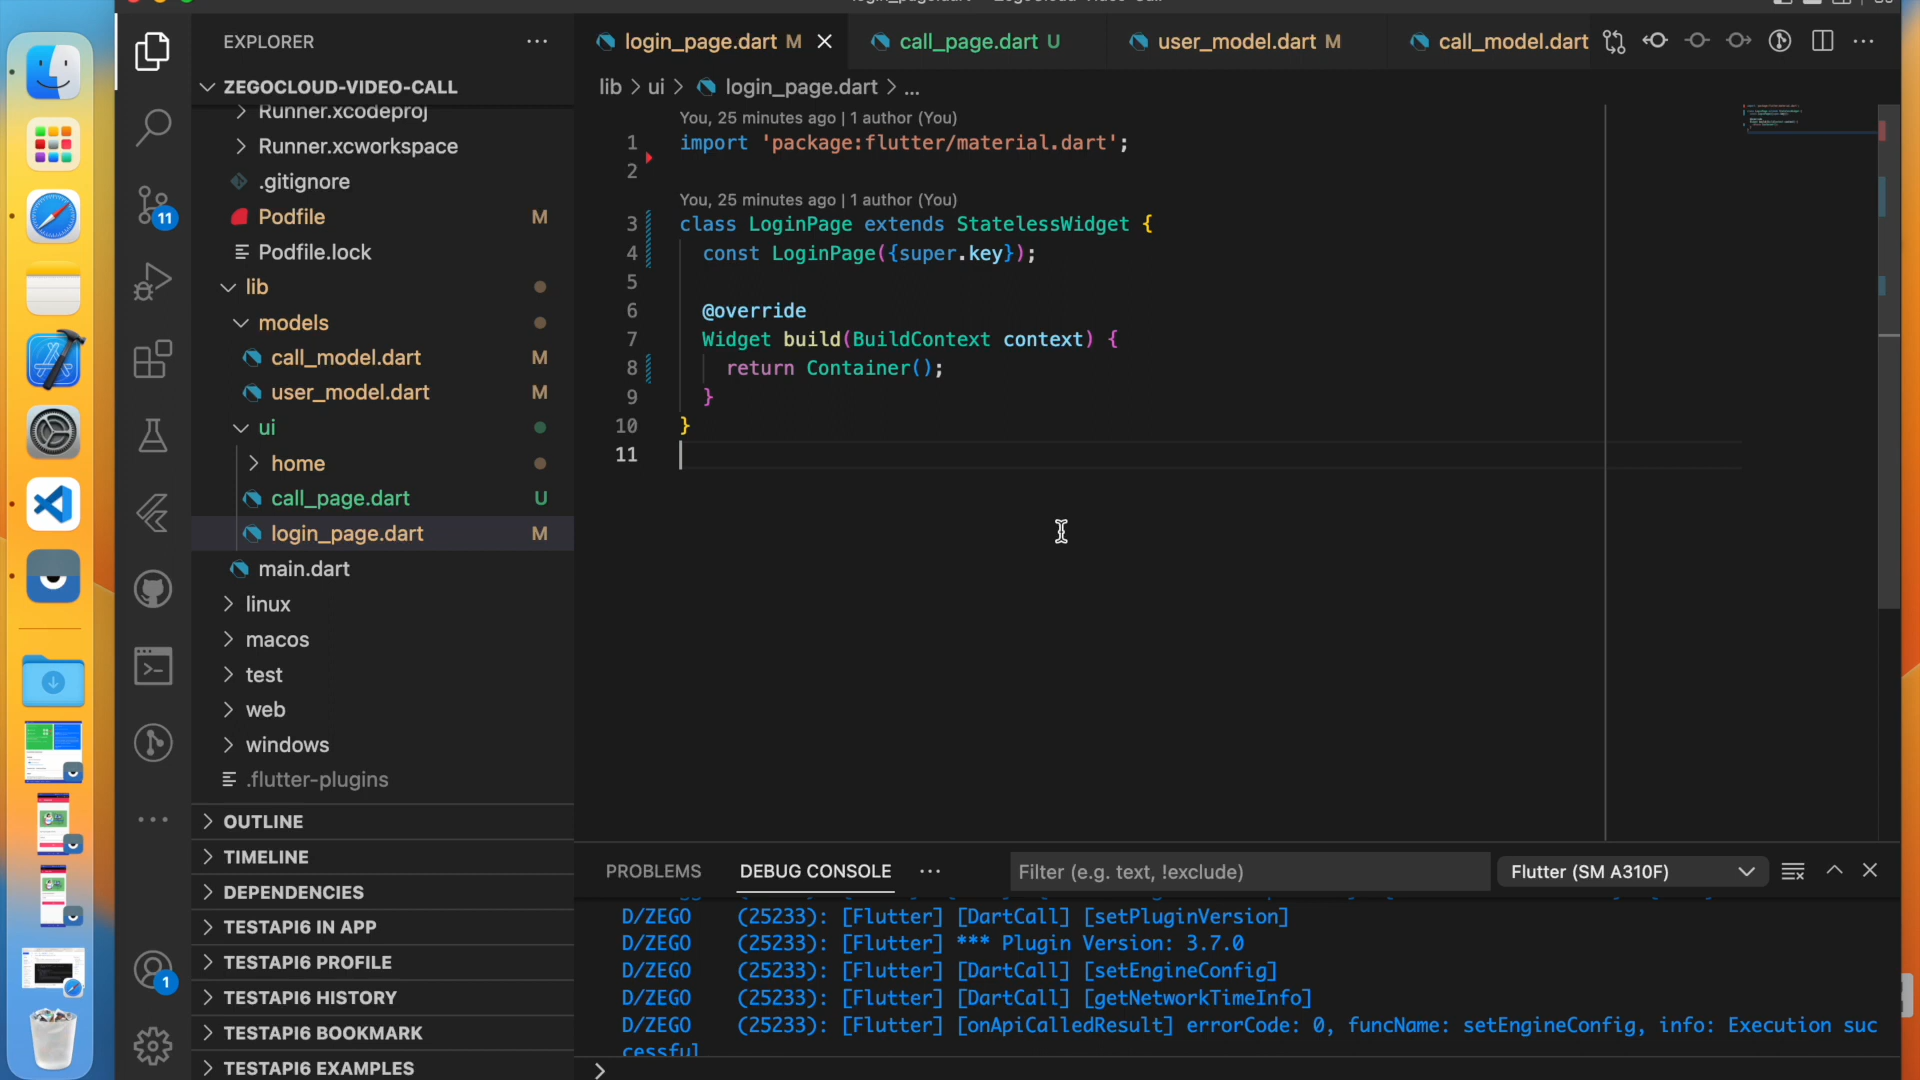 EXPLORER
ZEGOCLOUD-VIDEO-CALL
Runner.xcodeproj
Runner.xcworkspace
.gitignore
Podfile M
Podfile.lock
lib
models
call_model.dart M
user_model.dart M
ui
home
call_page.dart U
login_page.dart M
main.dart
linux
macos
test
web
windows
.flutter-plugins
OUTLINE
TIMELINE
DEPENDENCIES
TESTAPI6 IN APP
TESTAPI6 PROFILE
TESTAPI6 HISTORY
TESTAPI6 BOOKMARK
TESTAPI6 EXAMPLES
11
1
login_page.dart M
call_page.dart U
user_model.dart M
call_model.dart
lib > ui > login_page.dart > ...
You, 25 minutes ago | 1 author (You)
1 import 'package:flutter/material.dart';
2
You, 25 minutes ago | 1 author (You)
3 class LoginPage extends StatelessWidget {
4 const LoginPage({super.key});
5
6 @override
7 Widget build(BuildContext context) {
8 return Container();
9 }
10 }
11
PROBLEMS DEBUG CONSOLE Filter (e.g. text, !exclude) Flutter (SM A310F)
D/ZEGO (25233): [Flutter] [DartCall] [setPluginVersion]
D/ZEGO (25233): [Flutter] *** Plugin Version: 3.7.0
D/ZEGO (25233): [Flutter] [DartCall] [setEngineConfig]
D/ZEGO (25233): [Flutter] [DartCall] [getNetworkTimeInfo]
D/ZEGO (25233): [Flutter] [onApiCalledResult] errorCode: 0, funcName: setEngineConfig, info: Execution suc
cessful